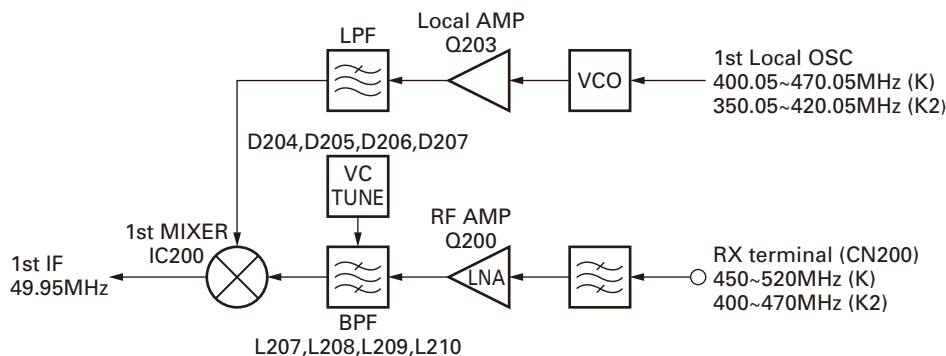 LPF
Local AMP
Q203
VCO
1st Local OSC
400.05~470.05MHz (K)
350.05~420.05MHz (K2)
D204,D205,D206,D207
VC
TUNE
1st MIXER
IC200
1st IF
49.95MHz
BPF
L207,L208,L209,L210
RF AMP
Q200
LNA
RX terminal (CN200)
450~520MHz (K)
400~470MHz (K2)